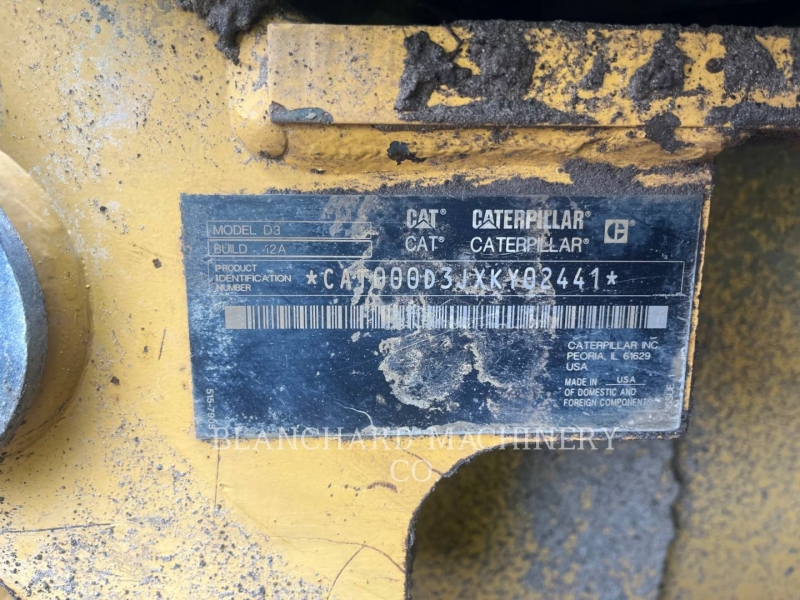 MODEL D3
BUILD 42A
CAT CATERPILLAR®
CAT® CATERPILLAR®
PRODUCT
IDENTIFICATION
NUMBER
*CAT000D3JXKY02441*
CATERPILLAR INC.
PEORIA, IL 61629
USA
MADE IN USA
OF DOMESTIC AND
FOREIGN COMPONENTS
BLANCHARD MACHINERY
CO